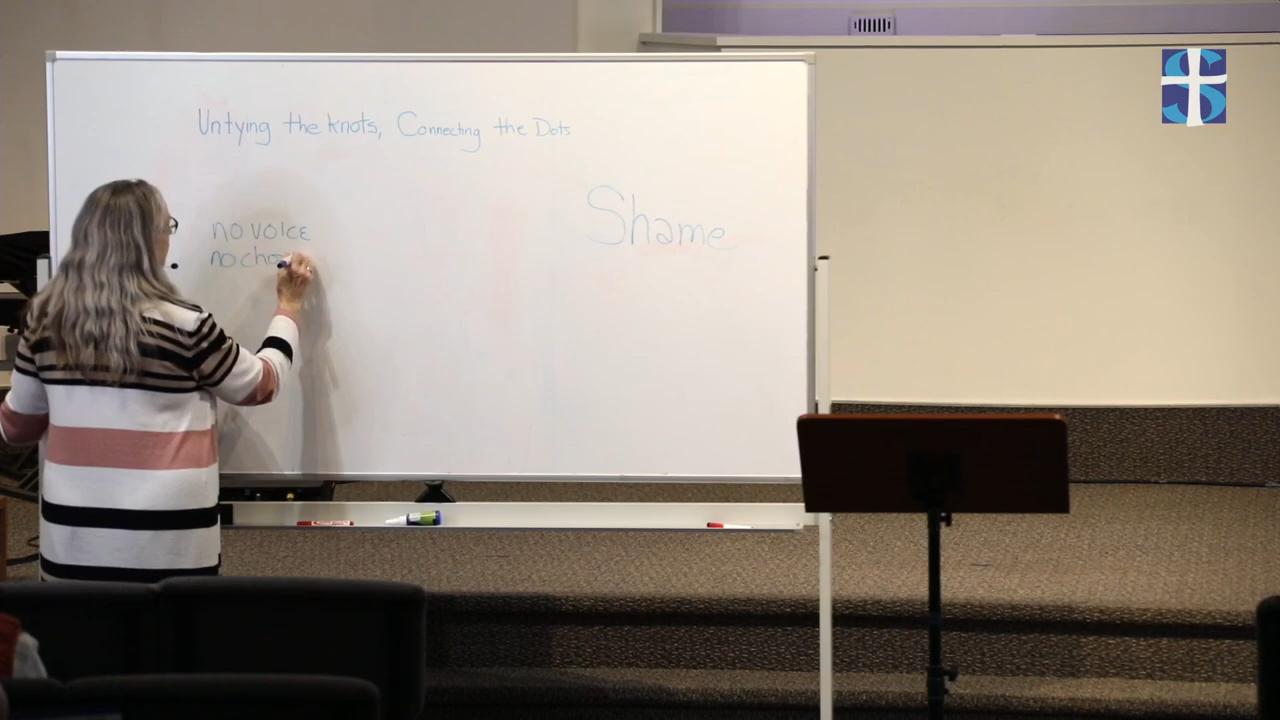 Untying the knots, Connecting the Dots
Shame
no voice
no cho